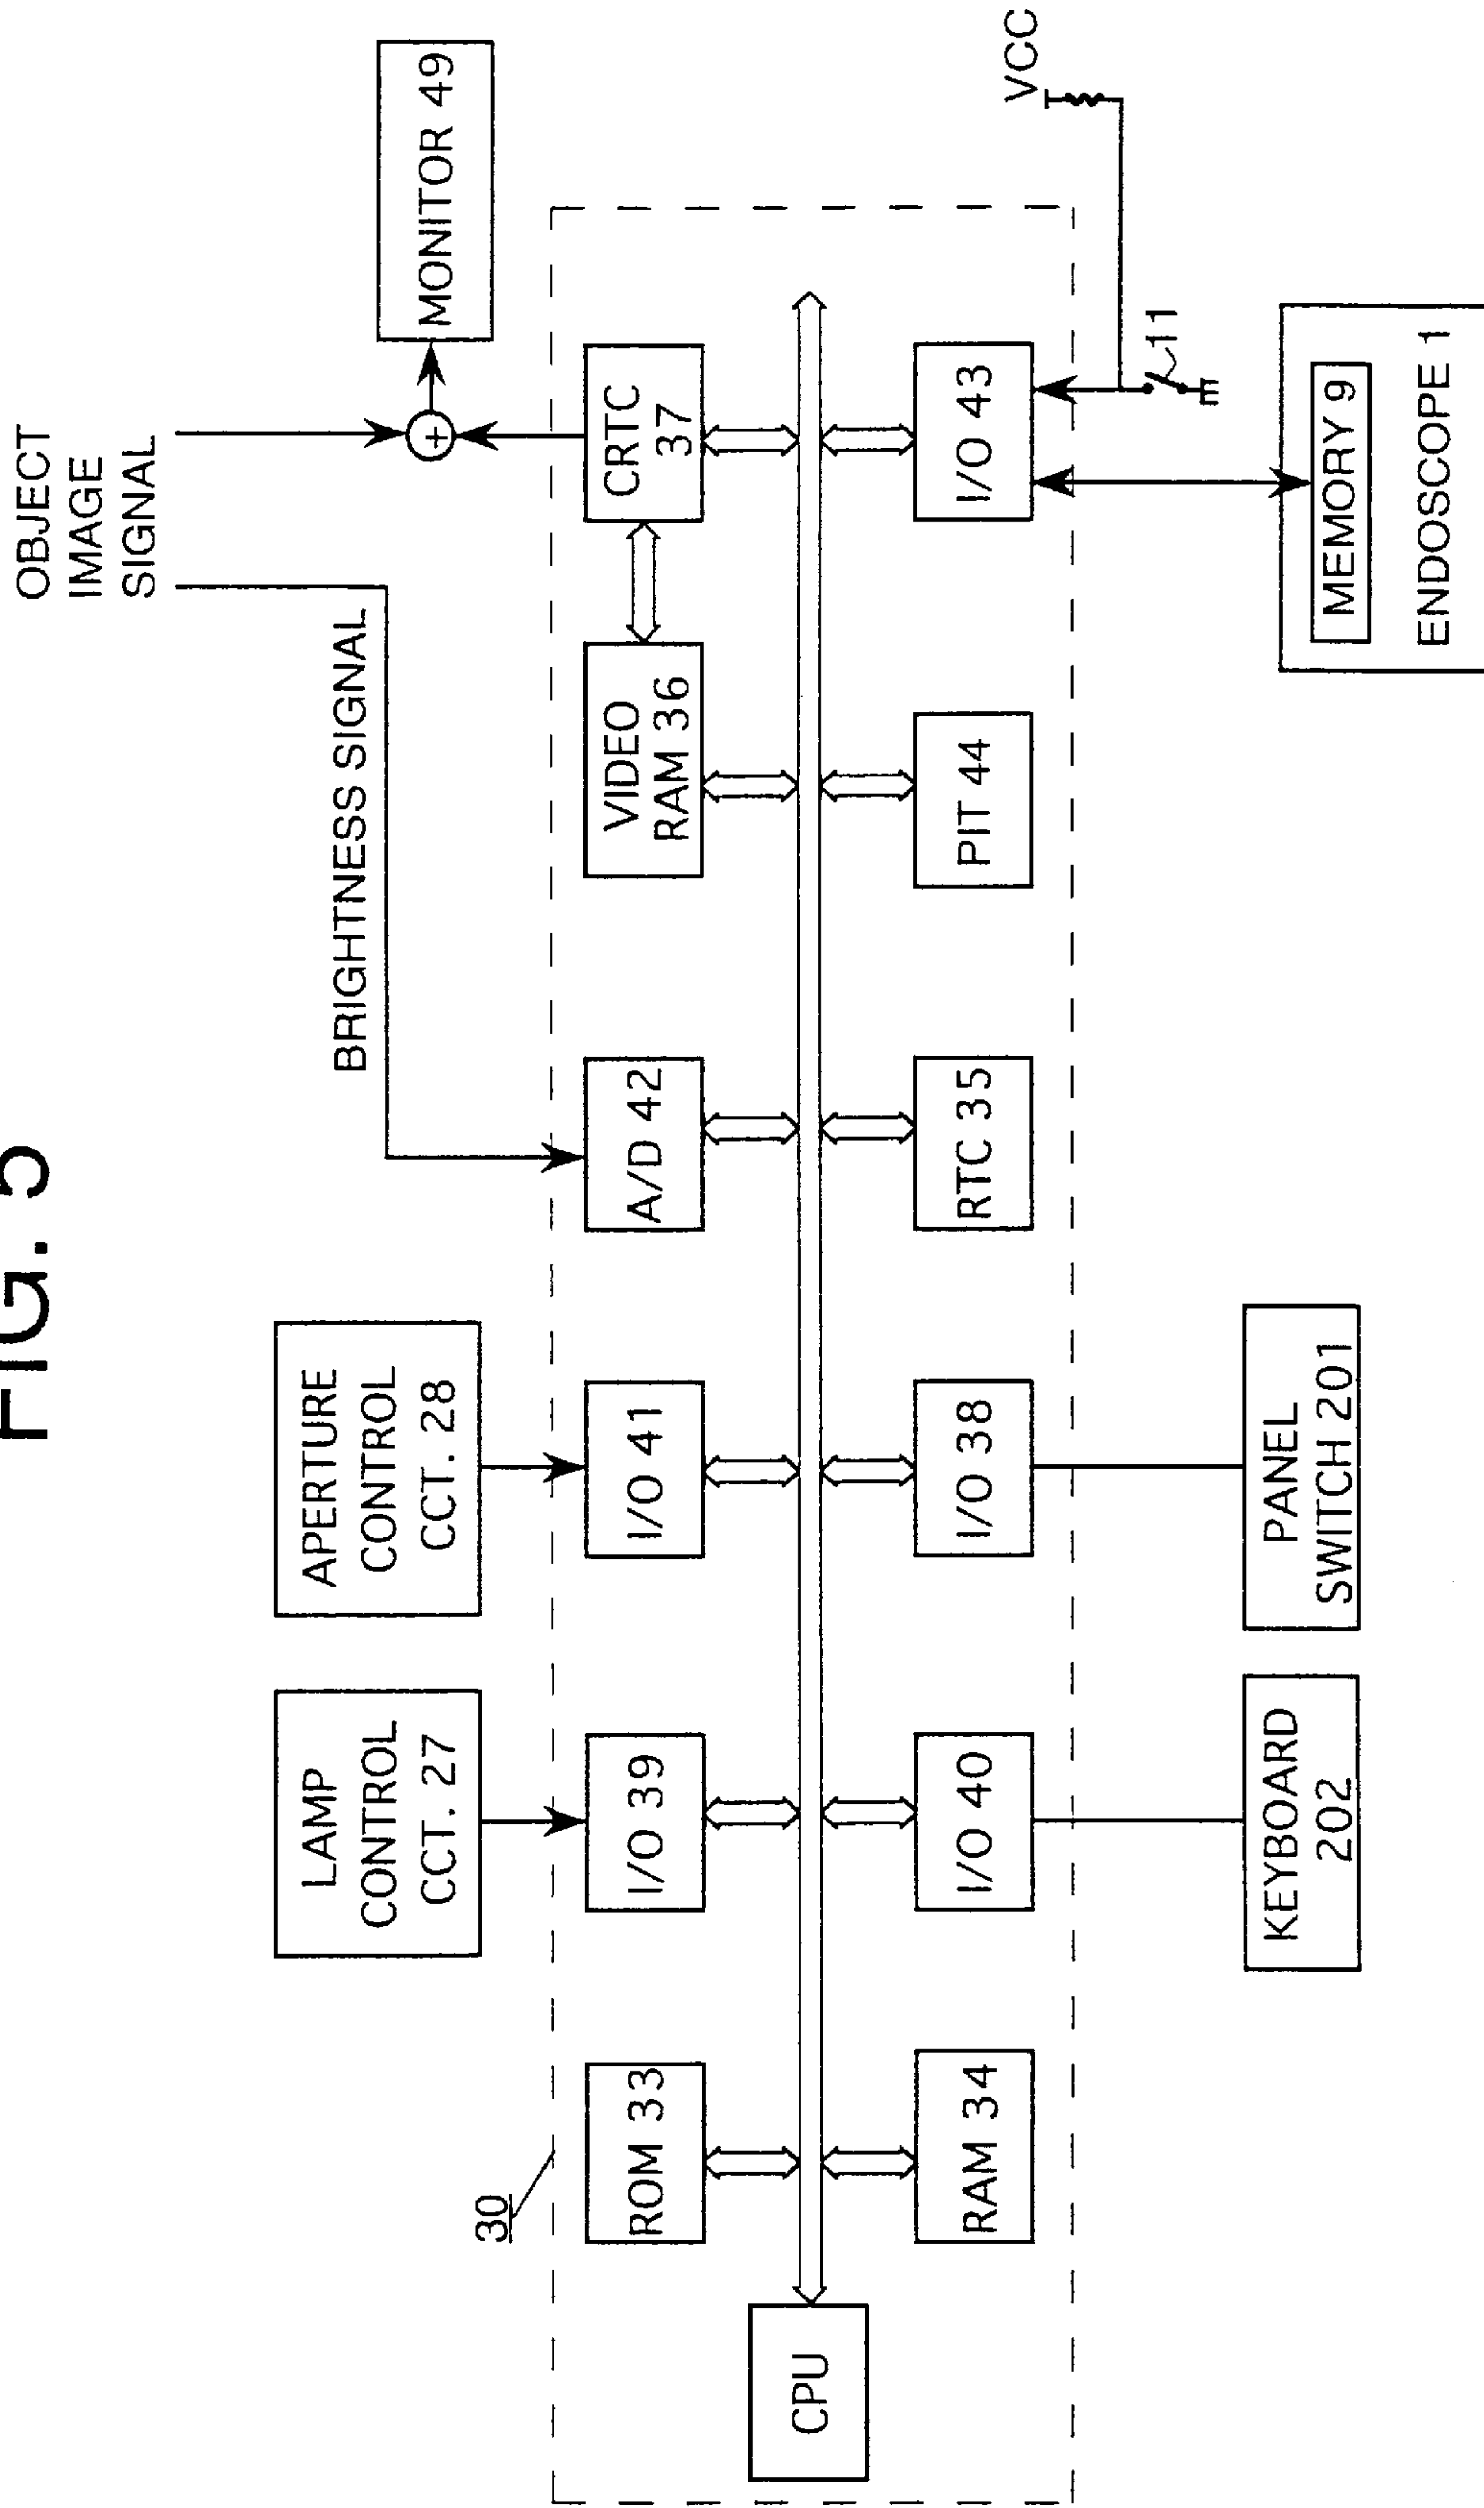 FIG. 5
OBJECT
IMAGE
SIGNAL
BRIGHTNESS SIGNAL
MONITOR 49
LAMP
CONTROL
CCT. 27
APERTURE
CONTROL
CCT. 28
30
ROM 33
I/O 39
I/O 41
A/D 42
VIDEO
RAM 36
CRTC
37
CPU
RAM 34
I/O 40
I/O 38
RTC 35
PIT 44
I/O 43
VCC
11
KEYBOARD
202
PANEL
SWITCH 201
MEMORY 9
ENDOSCOPE 1